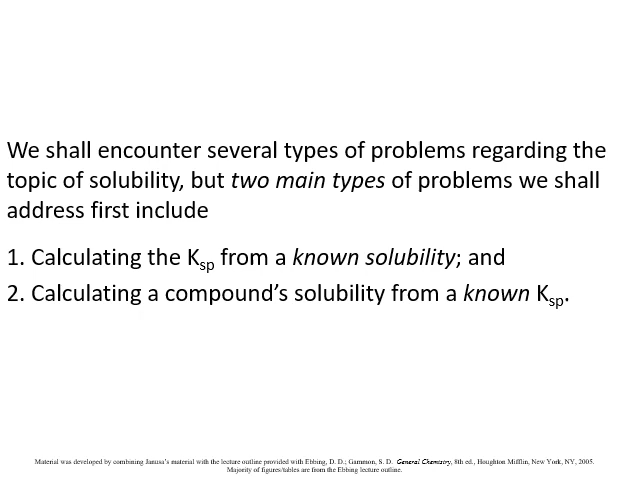 We shall encounter several types of problems regarding the
topic of solubility, but two main types of problems we shall
address first include
1. Calculating the Ksp from a known solubility; and
2. Calculating a compound’s solubility from a known Ksp.
Material was developed by combining Janusa’s material with the lecture outline provided with Ebbing, D. D.; Gammon, S. D. General Chemistry, 8th ed., Houghton Mifflin, New York, NY, 2005.
Majority of figures/tables are from the Ebbing lecture outline.